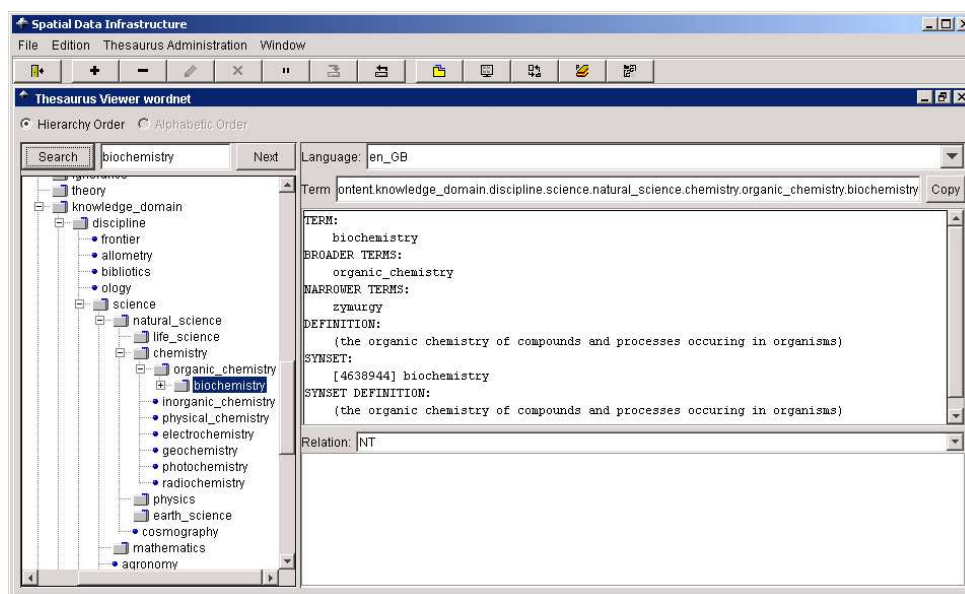 Spatial Data Infrastructure
File Edition Thesaurus Administration Window
Thesaurus Viewer wordnet
Hierarchy Order Alphabetic Order
Search biochemistry Next
Language: en_GB
Term ontent.knowledge_domain.discipline.science.natural_science.chemistry.organic_chemistry.biochemistry Copy
ignorance
theory
knowledge_domain
discipline
frontier
allometry
bibliotics
ology
science
natural_science
life_science
chemistry
organic_chemistry
biochemistry
inorganic_chemistry
physical_chemistry
electrochemistry
geochemistry
photochemistry
radiochemistry
physics
earth_science
cosmography
mathematics
agronomy
TERM:
biochemistry
BROADER TERMS:
organic_chemistry
NARROWER TERMS:
zymurgy
DEFINITION:
(the organic chemistry of compounds and processes occuring in organisms)
SYNSET:
[4638944] biochemistry
SYNSET DEFINITION:
(the organic chemistry of compounds and processes occuring in organisms)
Relation: NT